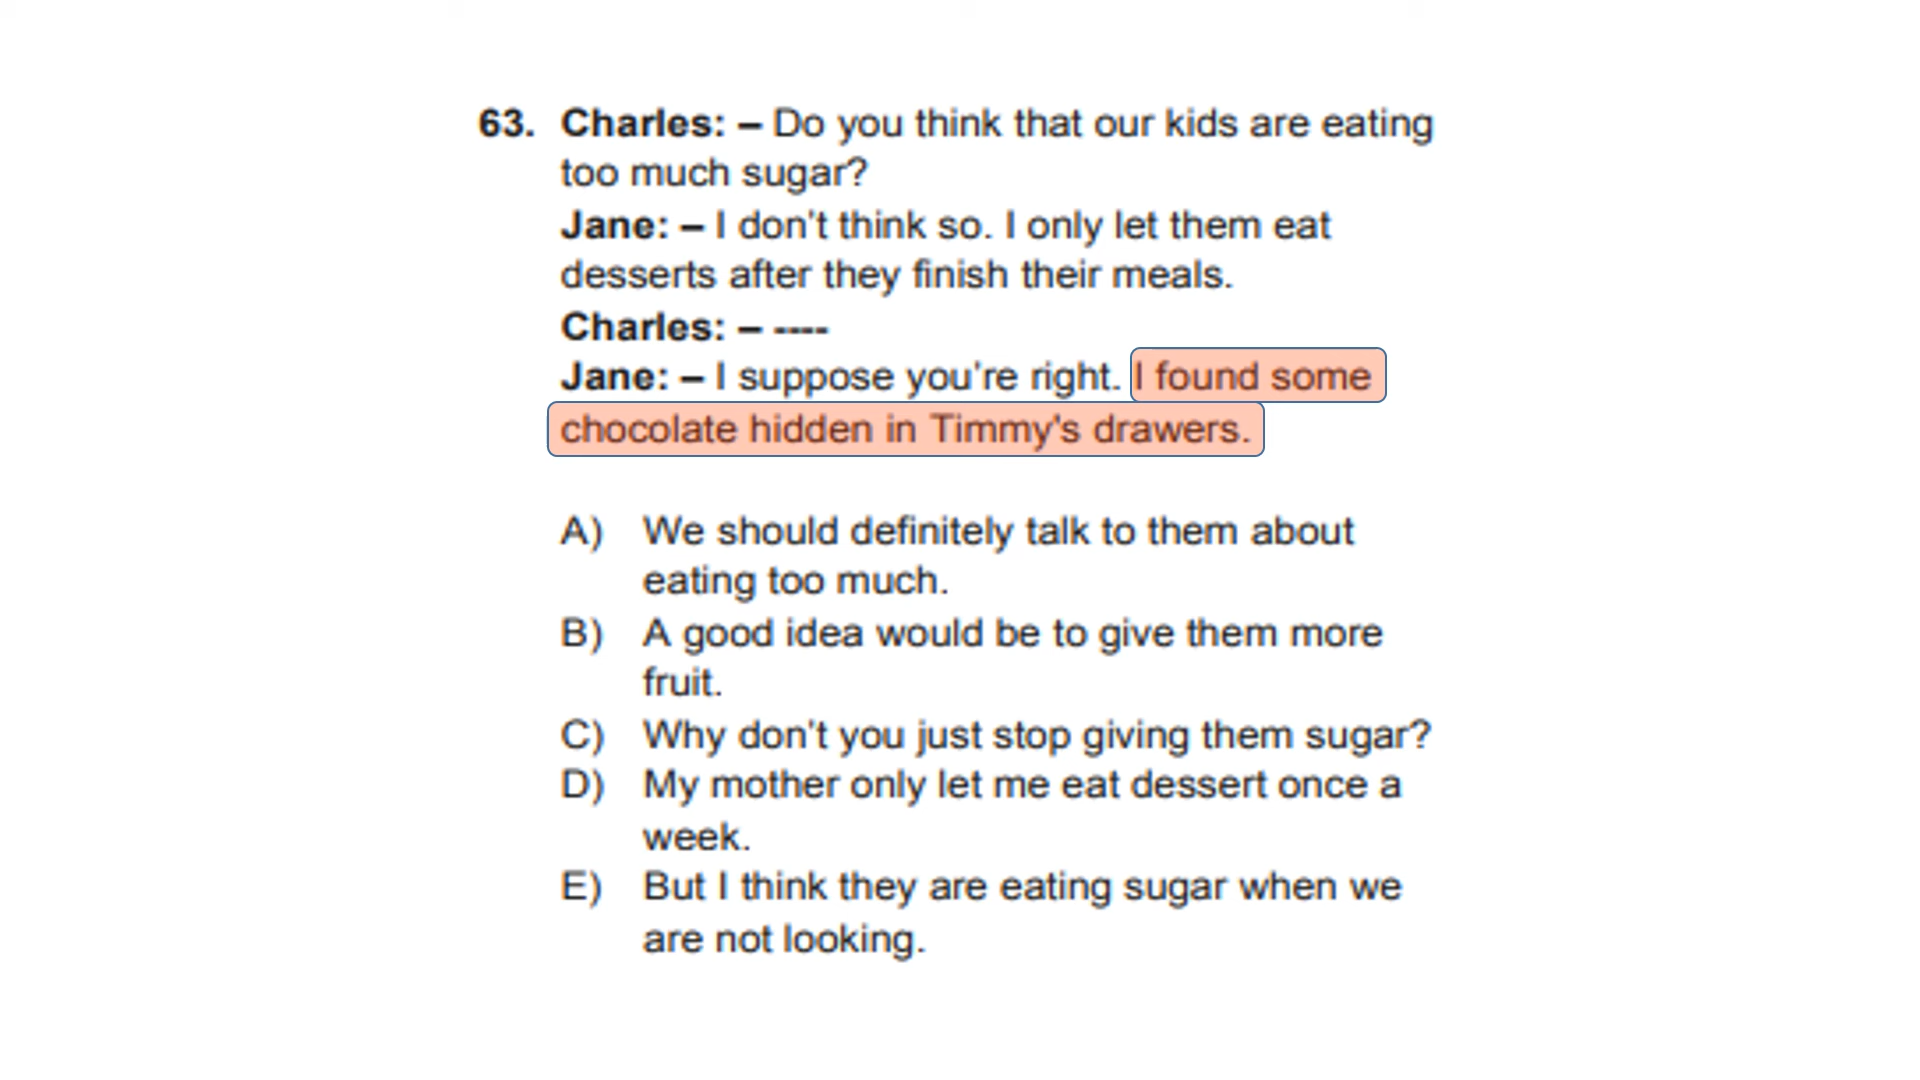 63. Charles: – Do you think that our kids are eating
too much sugar?
Jane: – I don't think so. I only let them eat
desserts after they finish their meals.
Charles: – ----
Jane: – I suppose you're right. I found some
chocolate hidden in Timmy's drawers.
A) We should definitely talk to them about
eating too much.
B) A good idea would be to give them more
fruit.
C) Why don't you just stop giving them sugar?
D) My mother only let me eat dessert once a
week.
E) But I think they are eating sugar when we
are not looking.